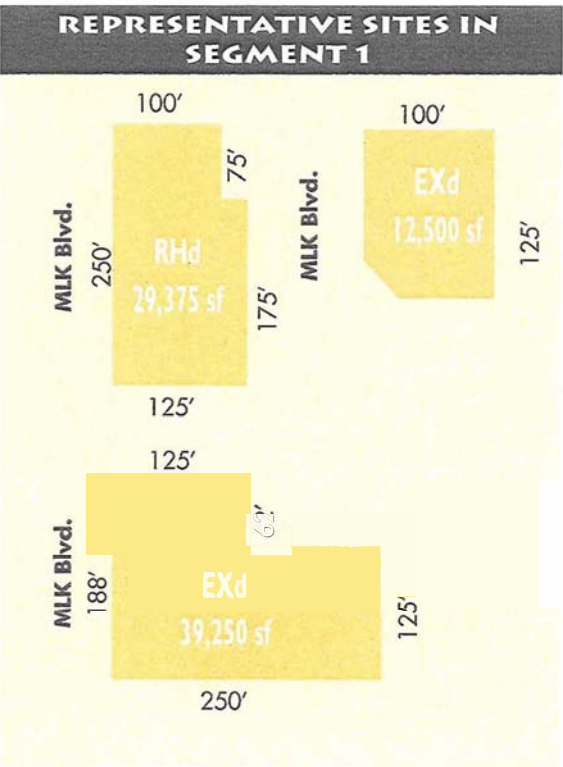 REPRESENTATIVE SITES IN
SEGMENT 1
100'
75'
MLK Blvd.
250'
RHd
29,375 sf
175'
125'
100'
MLK Blvd.
EXd
12,500 sf
125'
125'
62'
MLK Blvd.
188'
EXd
39,250 sf
125'
250'